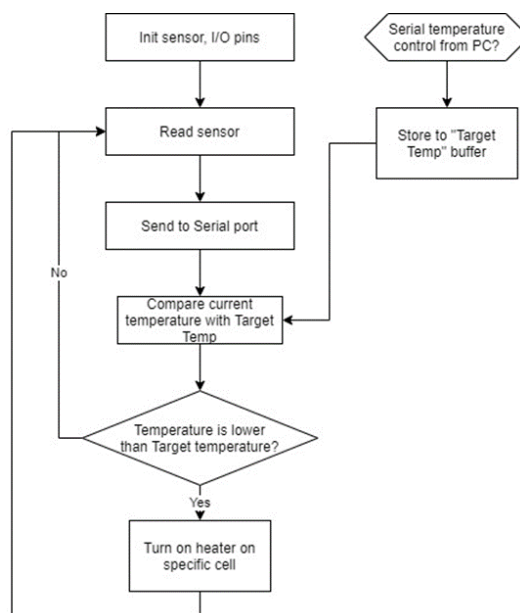 Init sensor, I/O pins
Serial temperature
control from PC?
Read sensor
Store to "Target
Temp" buffer
Send to Serial port
No
Compare current
temperature with Target
Temp
Temperature is lower
than Target temperature?
Yes
Turn on heater on
specific cell